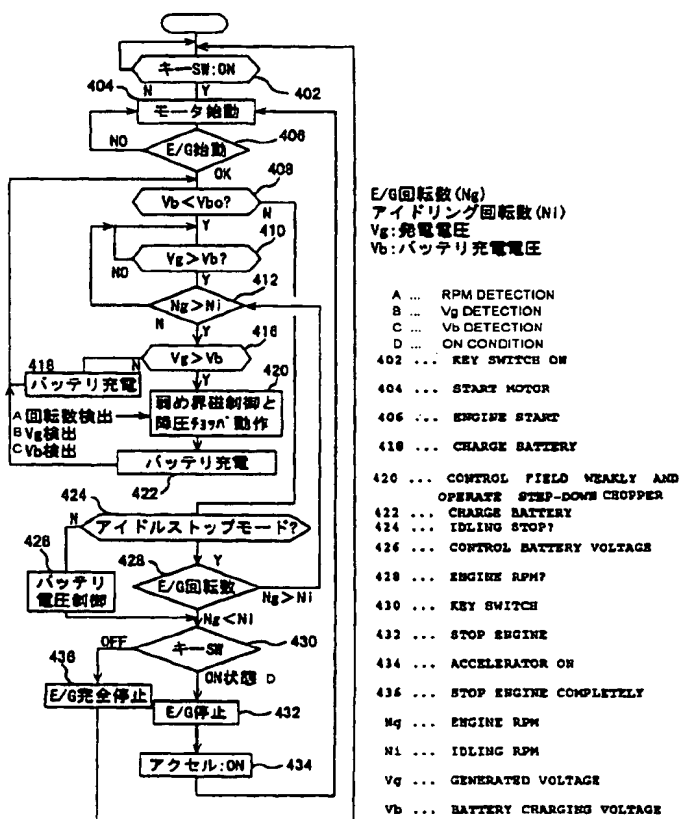 キーSW:ON
402
404
N
Y
モータ始動
406
NO
E/G始動
OK
408
Vb<Vbo?
N
Y
410
Vg>Vb?
NO
Y
412
Ng>Ni
N
Y
416
Vg>Vb
418
N
Y
420
バッテリ充電
弱め界磁制御と
降圧チョッパ動作
A 回転数検出
B Vg検出
C Vb検出
バッテリ充電
422
424
N
アイドルストップモード?
426
428
Y
バッテリ
電圧制御
E/G回転数
Ng>Ni
Ng<Ni
OFF
キーSW
430
436
ON状態 D
E/G完全停止
E/G停止
432
アクセル:ON
434
E/G回転数(Ng)
アイドリング回転数(Ni)
Vg:発電電圧
Vb:バッテリ充電電圧
A ... RPM DETECTION
B ... Vg DETECTION
C ... Vb DETECTION
D ... ON CONDITION
402 ... KEY SWITCH ON
404 ... START MOTOR
406 ... ENGINE START
418 ... CHARGE BATTERY
420 ... CONTROL FIELD WEAKLY AND
OPERATE STEP-DOWN CHOPPER
422 ... CHARGE BATTERY
424 ... IDLING STOP?
426 ... CONTROL BATTERY VOLTAGE
428 ... ENGINE RPM?
430 ... KEY SWITCH
432 ... STOP ENGINE
434 ... ACCELERATOR ON
436 ... STOP ENGINE COMPLETELY
Ng ... ENGINE RPM
Ni ... IDLING RPM
Vg ... GENERATED VOLTAGE
Vb ... BATTERY CHARGING VOLTAGE